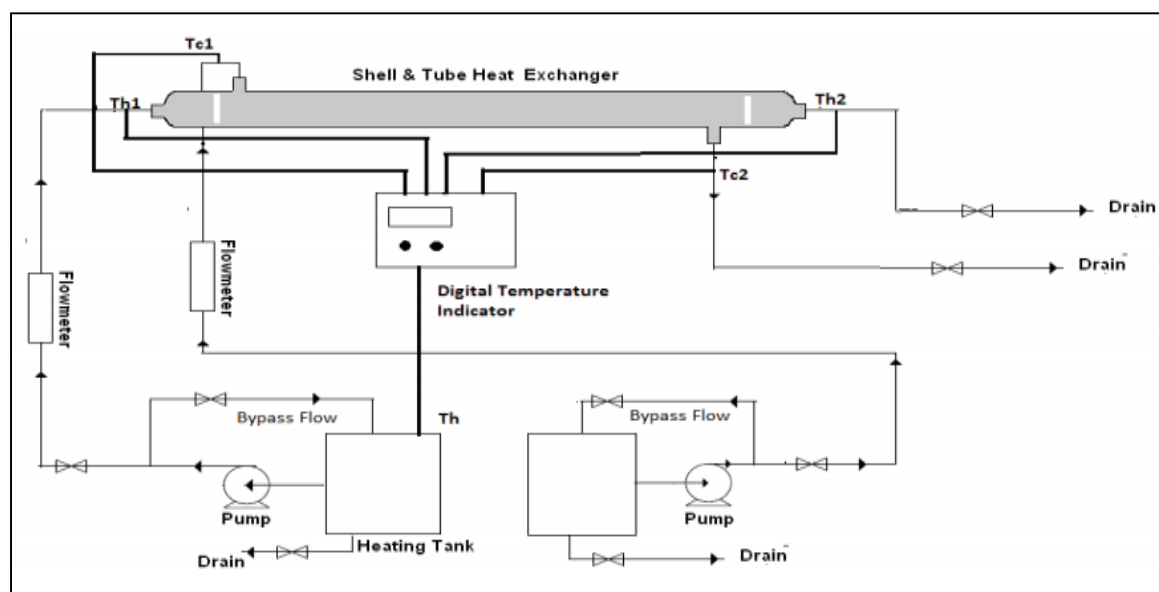 Tc1
Shell & Tube Heat Exchanger
Th1
Th2
Tc2
Drain
Flowmeter
Flowmeter
Drain
Digital Temperature
Indicator
Bypass Flow
Th
Bypass Flow
Pump
Pump
Heating Tank
Drain
Drain